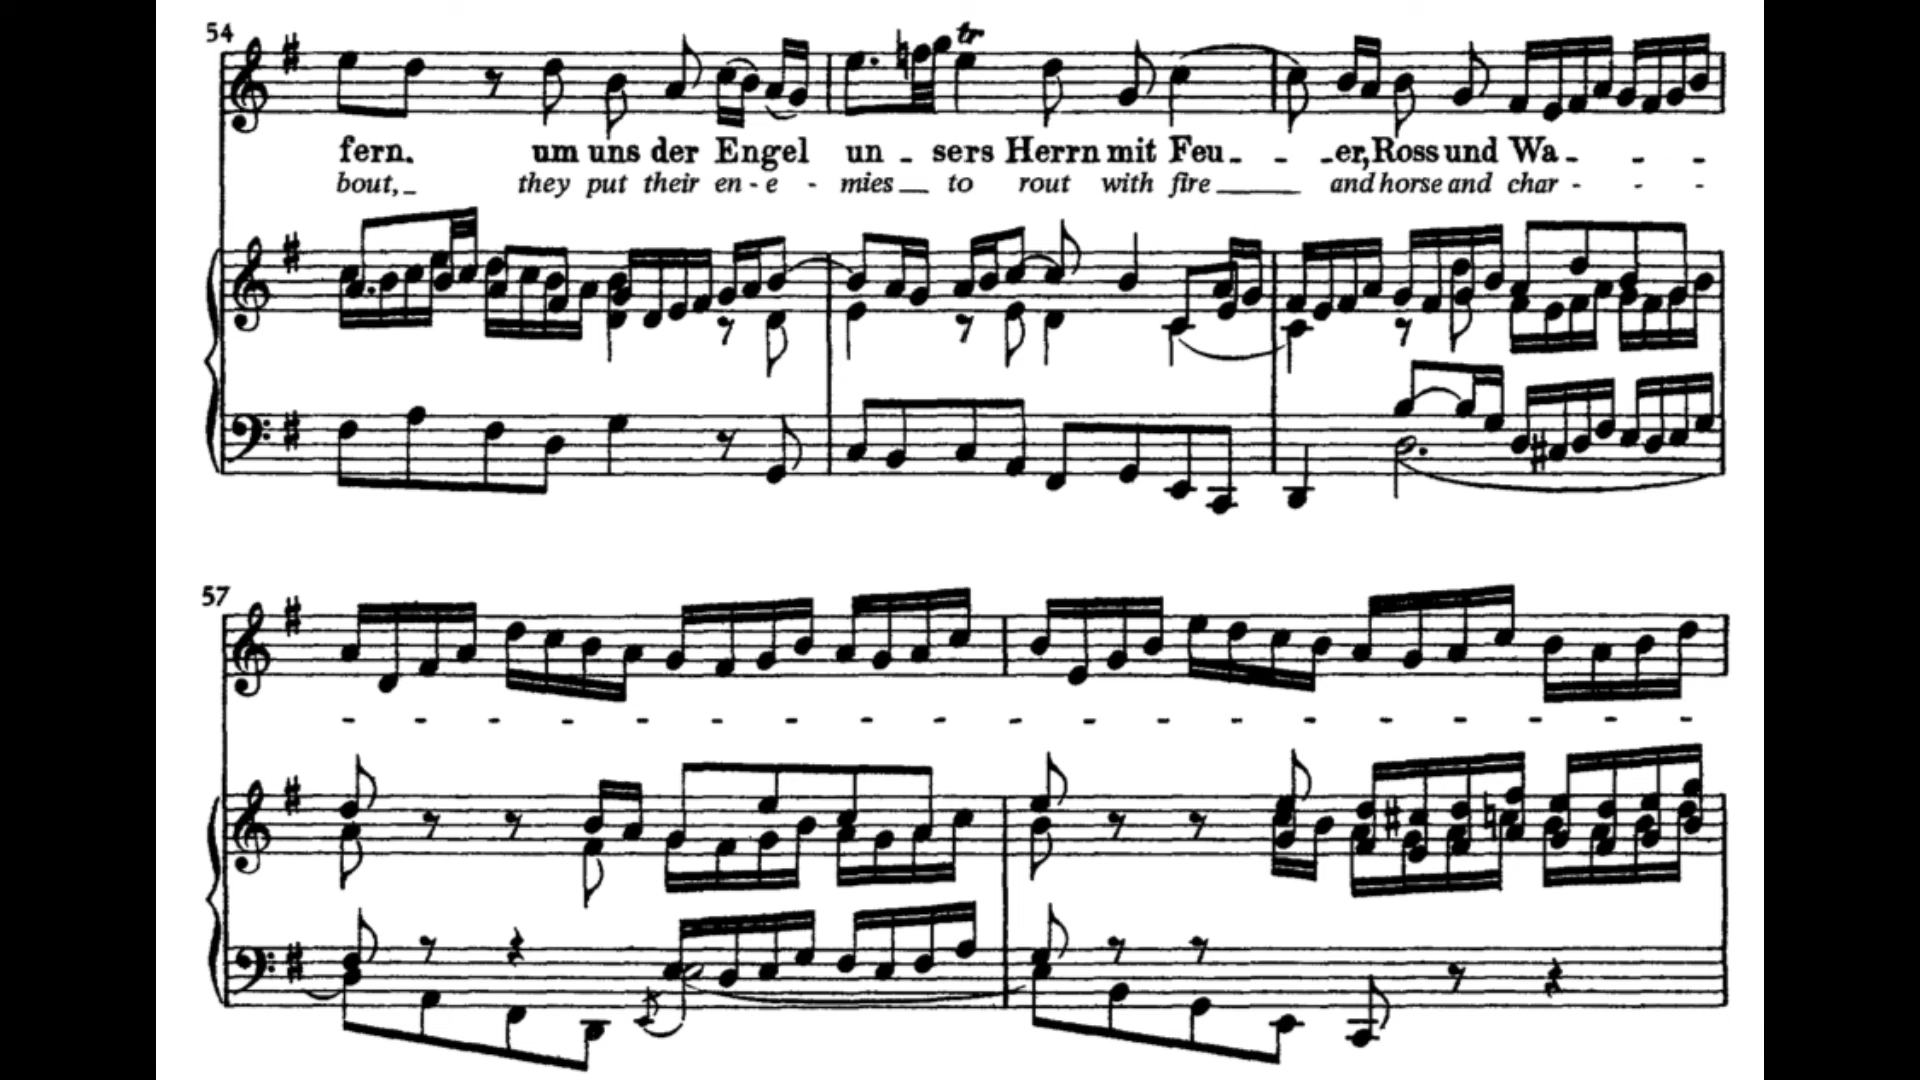 54
tr
fern. um uns der Engel un - sers Herrn mit Feu - - - er, Ross und Wa - - - -
bout, _ they put their en - e - mies _ to rout with fire _ and horse and char - - - -
57
- - - - - - - - - - - - - - - - - - -